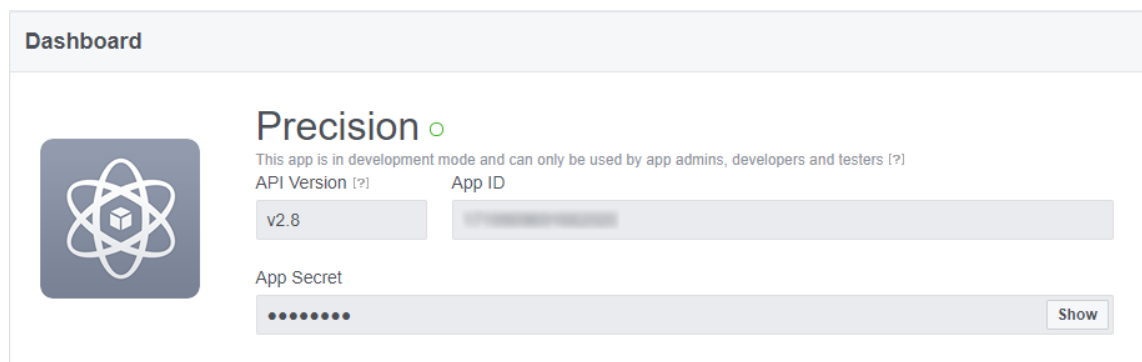 Dashboard
Precision
This app is in development mode and can only be used by app admins, developers and testers [?]
API Version [?] App ID
v2.8
App Secret
●●●●●●●● Show